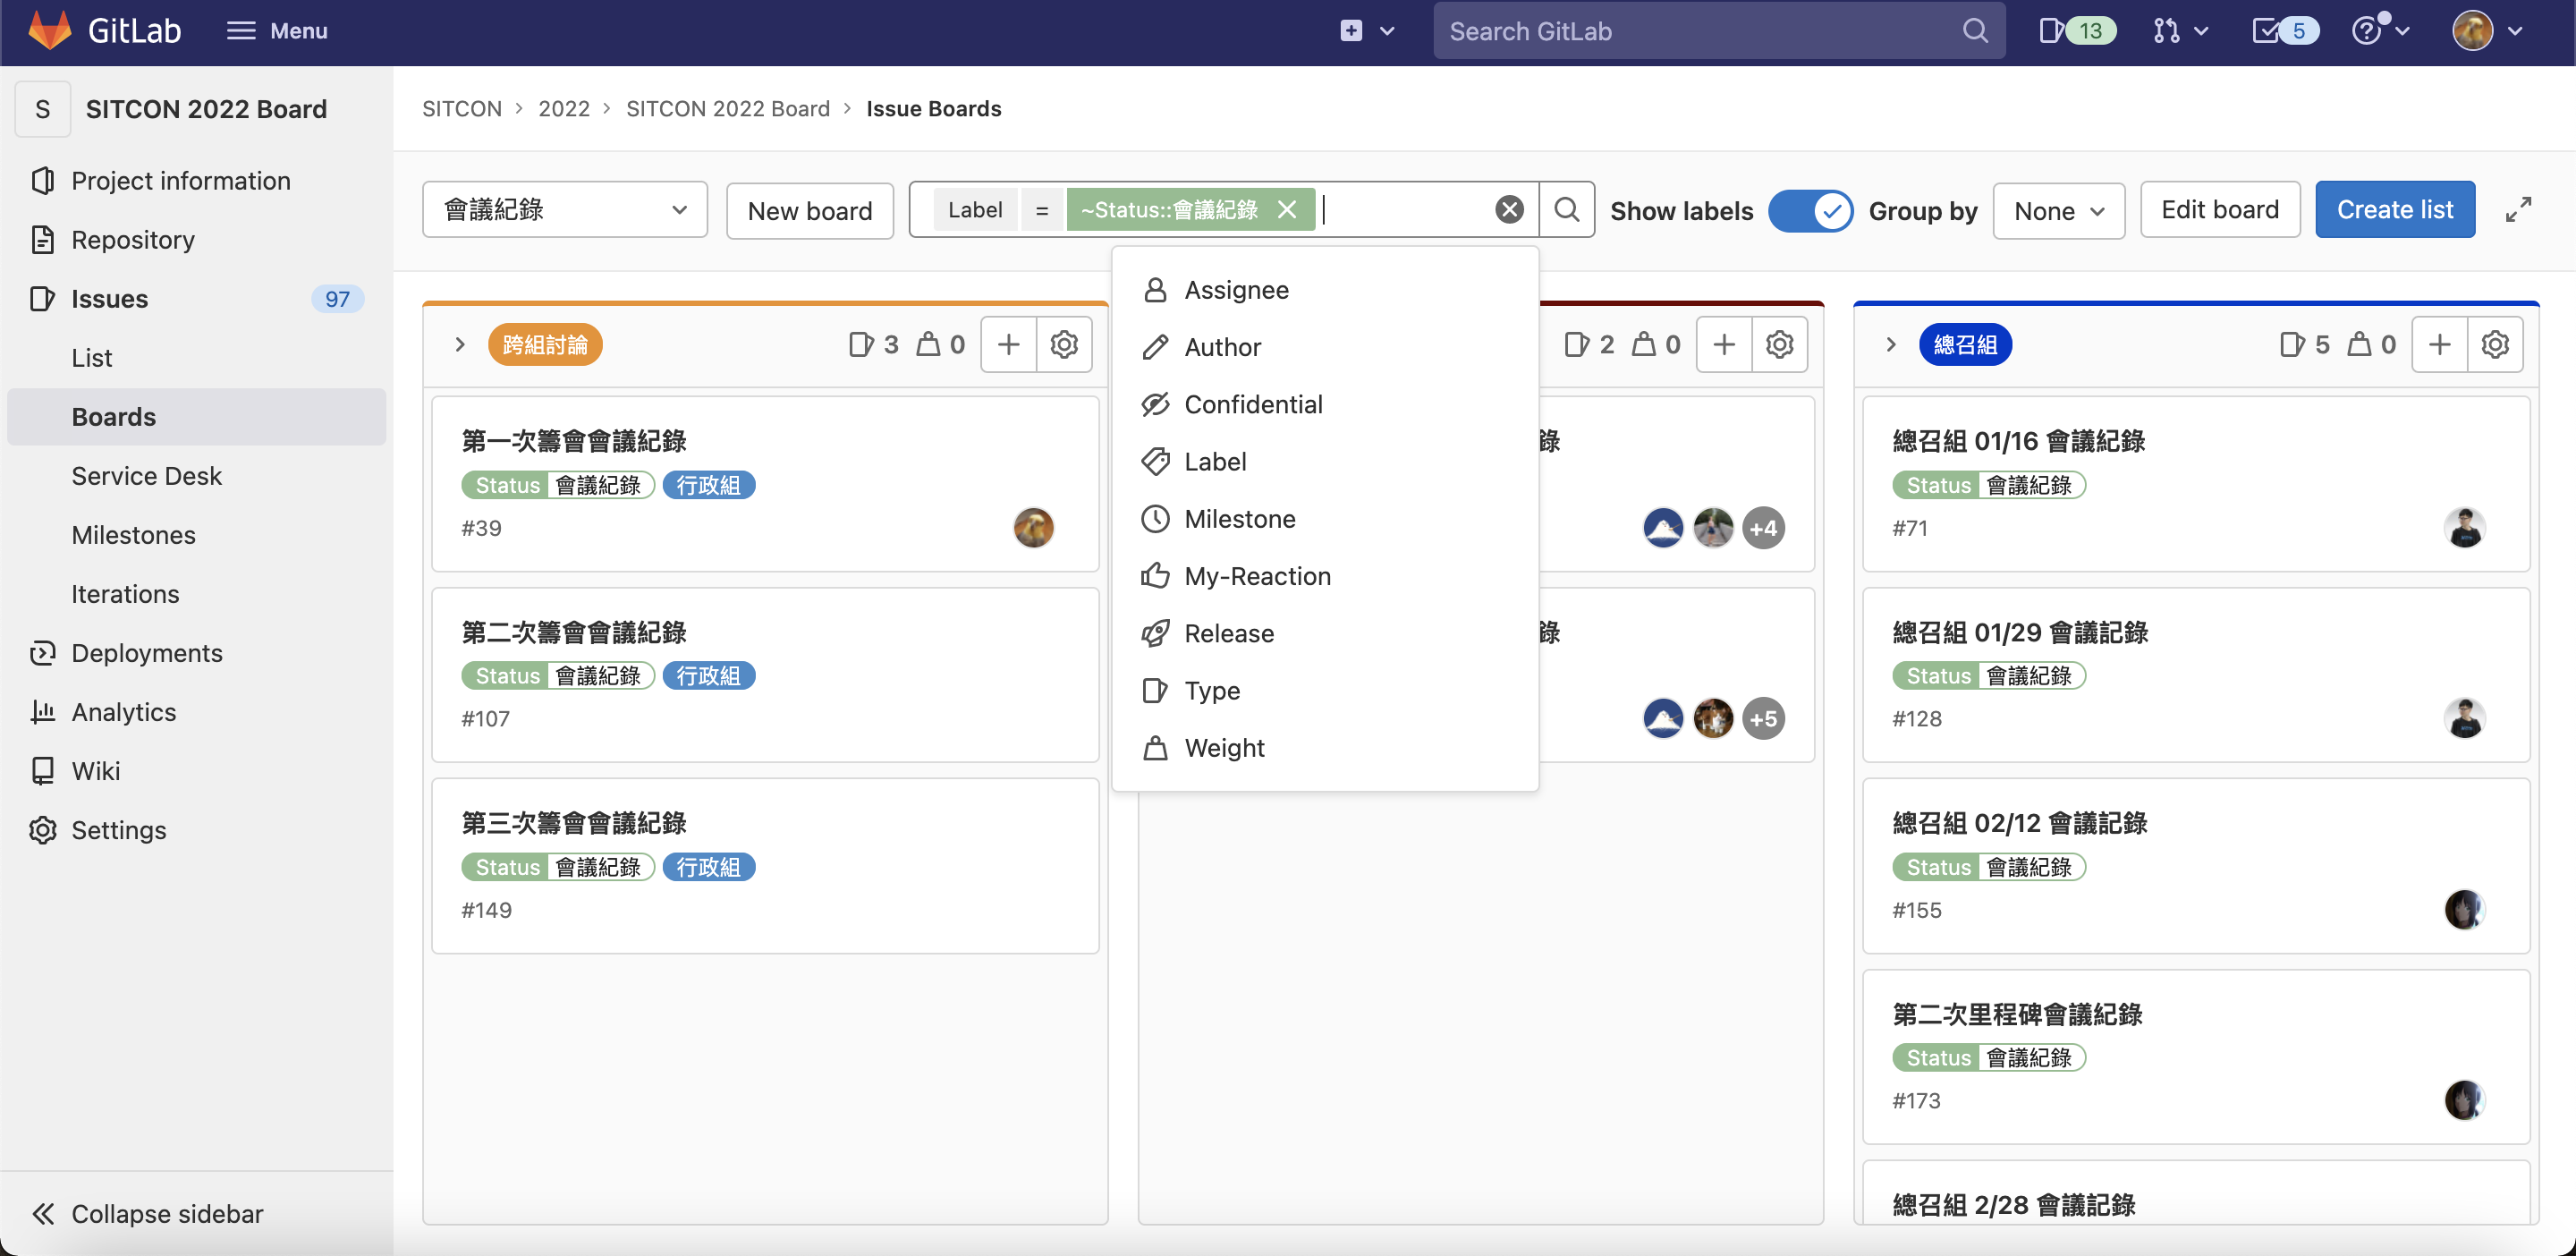 GitLab
Menu
Search GitLab
13
5
S
SITCON 2022 Board
Project information
Repository
Issues
97
List
Boards
Service Desk
Milestones
Iterations
Deployments
Analytics
Wiki
Settings
Collapse sidebar
SITCON › 2022 › SITCON 2022 Board › Issue Boards
會議紀錄
New board
Label = ~Status::會議紀錄
Show labels
Group by
None
Edit board
Create list
Assignee
Author
Confidential
Label
Milestone
My-Reaction
Release
Type
Weight
跨組討論
3
0
第一次籌會會議紀錄
Status 會議紀錄 行政組
#39
第二次籌會會議紀錄
Status 會議紀錄 行政組
#107
第三次籌會會議紀錄
Status 會議紀錄 行政組
#149
2
0
錄
+4
錄
+5
總召組
5
0
總召組 01/16 會議紀錄
Status 會議紀錄
#71
總召組 01/29 會議記錄
Status 會議紀錄
#128
總召組 02/12 會議記錄
Status 會議紀錄
#155
第二次里程碑會議紀錄
Status 會議紀錄
#173
總召組 2/28 會議記錄